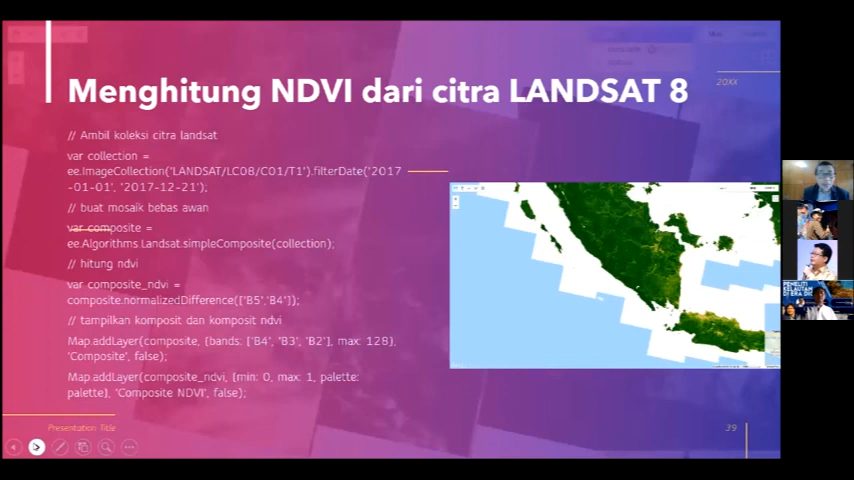 Menghitung NDVI dari citra LANDSAT 8
20XX
// Ambil koleksi citra landsat
var collection =
ee.ImageCollection('LANDSAT/LC08/C01/T1').filterDate('2017
-01-01', '2017-12-21');
// buat mosaik bebas awan
var composite =
ee.Algorithms.Landsat.simpleComposite(collection);
// hitung ndvi
var composite_ndvi =
composite.normalizedDifference(['B5','B4']);
// tampilkan komposit dan komposit ndvi
Map.addLayer(composite, {bands: ['B4', 'B3', 'B2'], max: 128},
'Composite', false);
Map.addLayer(composite_ndvi, {min: 0, max: 1, palette:
palette}, 'Composite NDVI', false);
Presentation Title
39
PENELITI
KELAUTAN
DI ERA